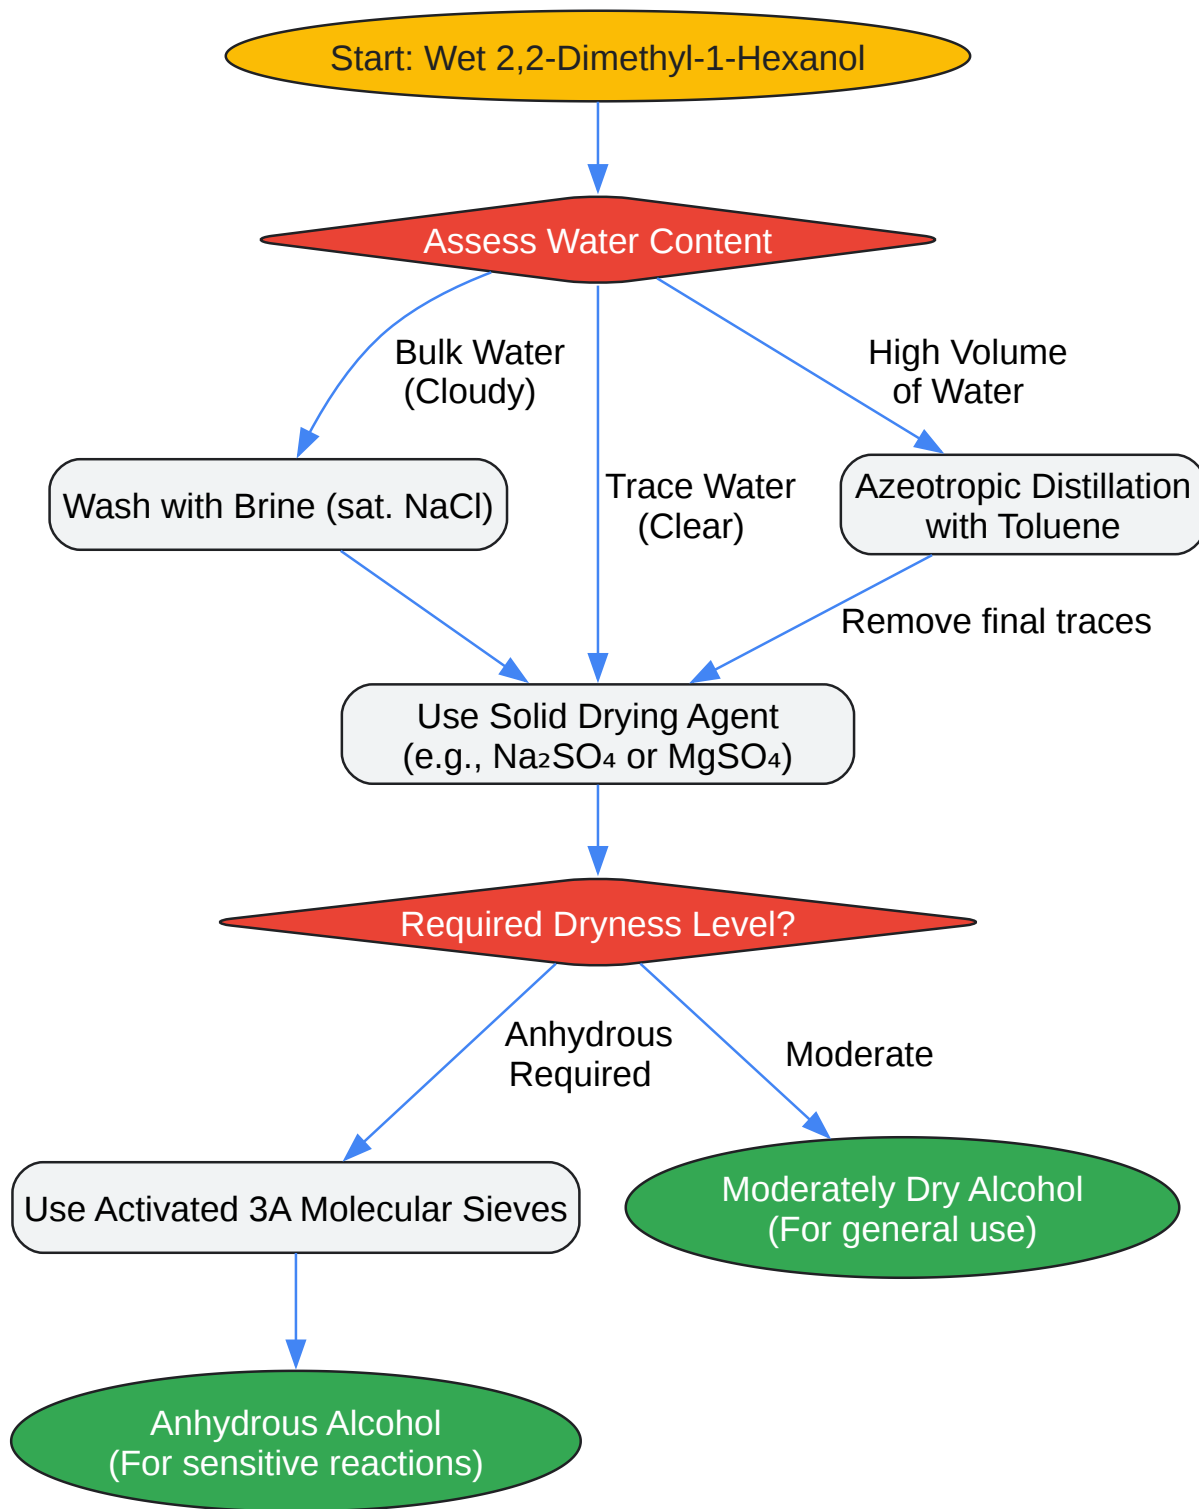 Start: Wet 2,2-Dimethyl-1-Hexanol
Assess Water Content
Bulk Water
(Cloudy)
High Volume
of Water
Wash with Brine (sat. NaCl)
Trace Water
(Clear)
Azeotropic Distillation
with Toluene
Remove final traces
Use Solid Drying Agent
(e.g., Na₂SO₄ or MgSO₄)
Required Dryness Level?
Anhydrous
Required
Moderate
Use Activated 3A Molecular Sieves
Moderately Dry Alcohol
(For general use)
Anhydrous Alcohol
(For sensitive reactions)